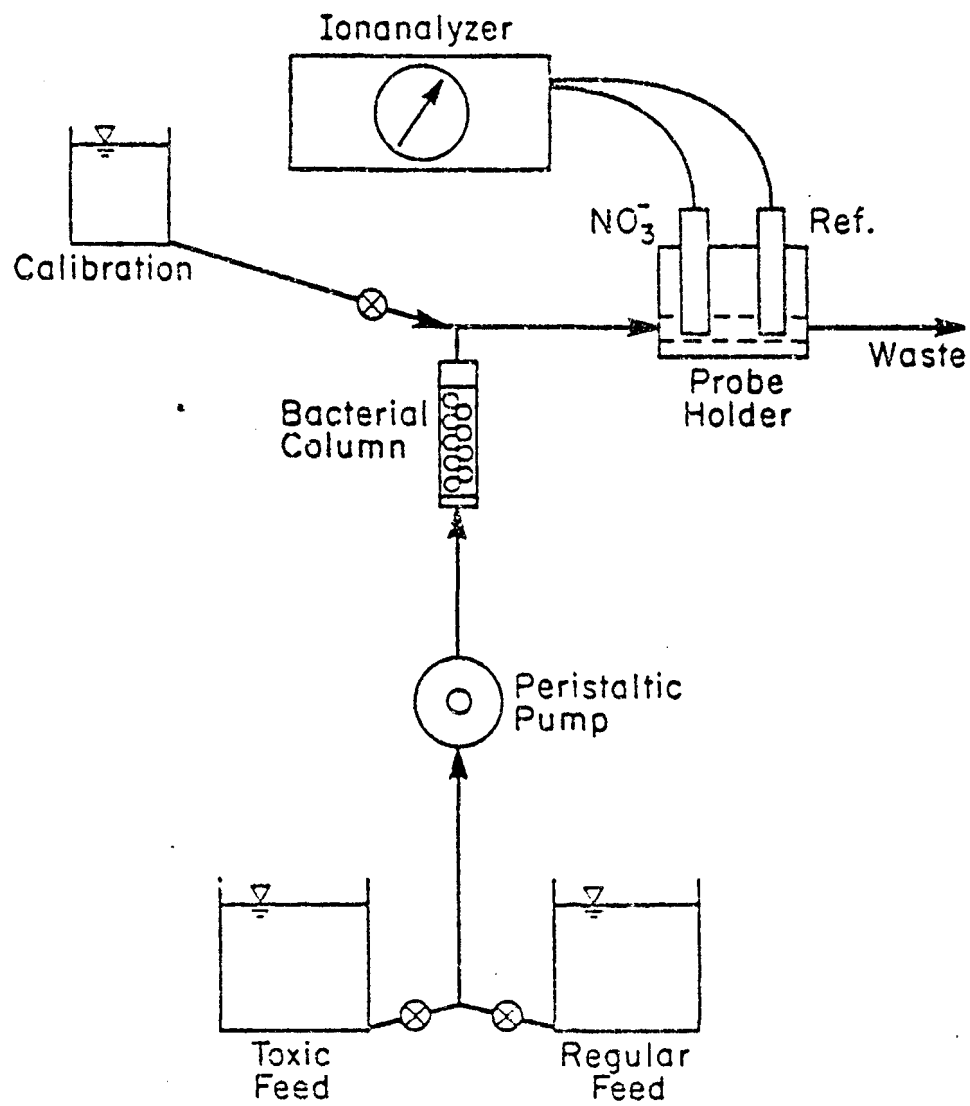 Ionanalyzer
Calibration
NO₃⁻
Ref.
Waste
Probe
Holder
Bacterial
Column
Peristaltic
Pump
Toxic
Feed
Regular
Feed